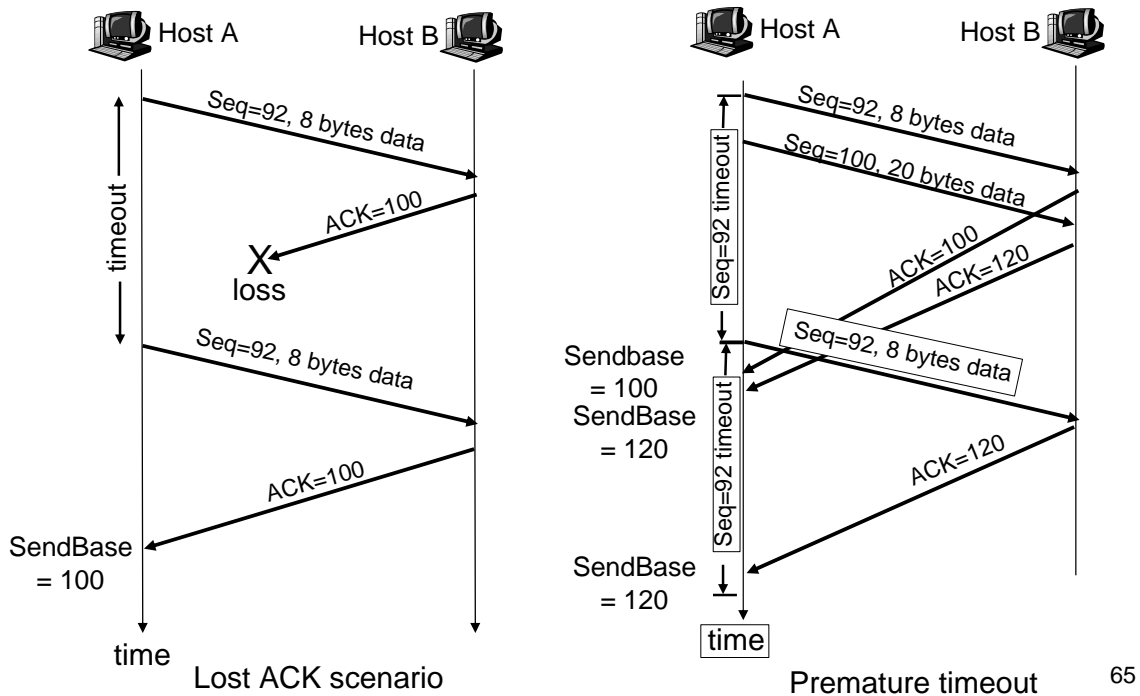 Host A
Host B
Seq=92, 8 bytes data
timeout
ACK=100
X
loss
Seq=92, 8 bytes data
ACK=100
SendBase
= 100
time
Lost ACK scenario
Host A
Host B
Seq=92, 8 bytes data
Seq=100, 20 bytes data
Seq=92 timeout
ACK=100
ACK=120
Seq=92, 8 bytes data
Sendbase
= 100
SendBase
= 120
Seq=92 timeout
ACK=120
SendBase
= 120
time
Premature timeout
65